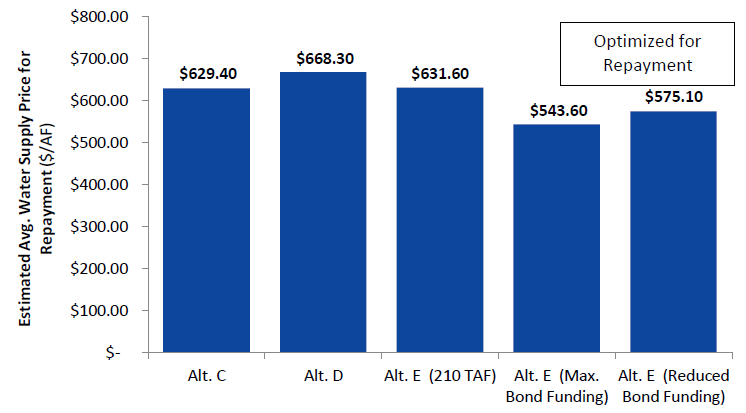 Optimized for
Repayment
Estimated Avg. Water Supply Price for
Repayment ($/AF)
$800.00
$700.00
$600.00
$500.00
$400.00
$300.00
$200.00
$100.00
$-
$629.40
$668.30
$631.60
$543.60
$575.10
Alt. C
Alt. D
Alt. E (210 TAF)
Alt. E (Max.
Bond Funding)
Alt. E (Reduced
Bond Funding)